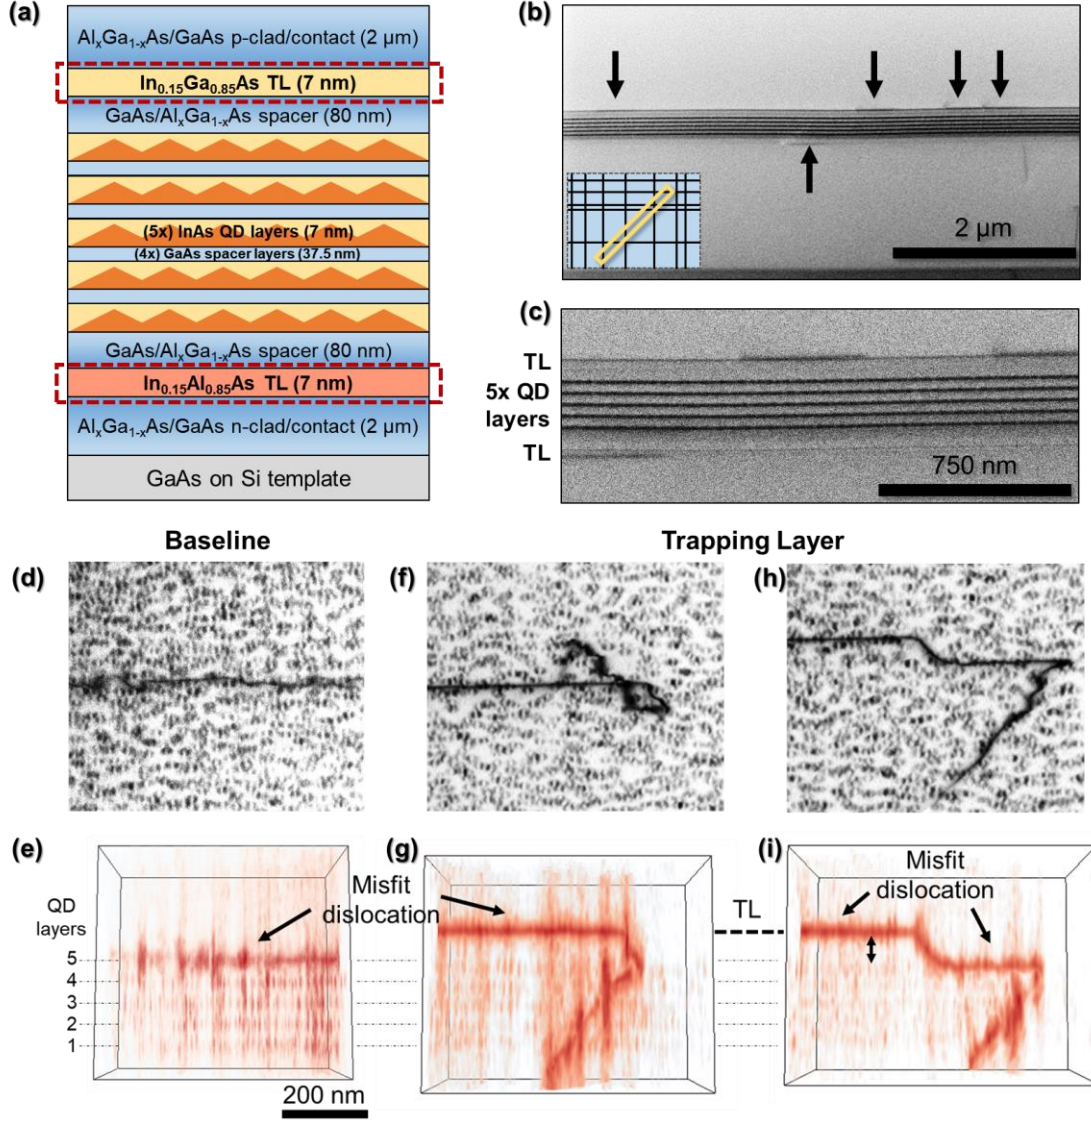 (a)
AlxGa1-xAs/GaAs p-clad/contact (2 μm)
In0.15Ga0.85As TL (7 nm)
GaAs/AlxGa1-xAs spacer (80 nm)
(5x) InAs QD layers (7 nm)
(4x) GaAs spacer layers (37.5 nm)
GaAs/AlxGa1-xAs spacer (80 nm)
In0.15Al0.85As TL (7 nm)
AlxGa1-xAs/GaAs n-clad/contact (2 μm)
GaAs on Si template
(b)
2 μm
(c)
TL
5x QD
layers
TL
750 nm
Baseline
Trapping Layer
(d)
(f)
(h)
(e)
(g)
(i)
QD
layers
5
4
3
2
1
Misfit
dislocation
TL
Misfit
dislocation
200 nm